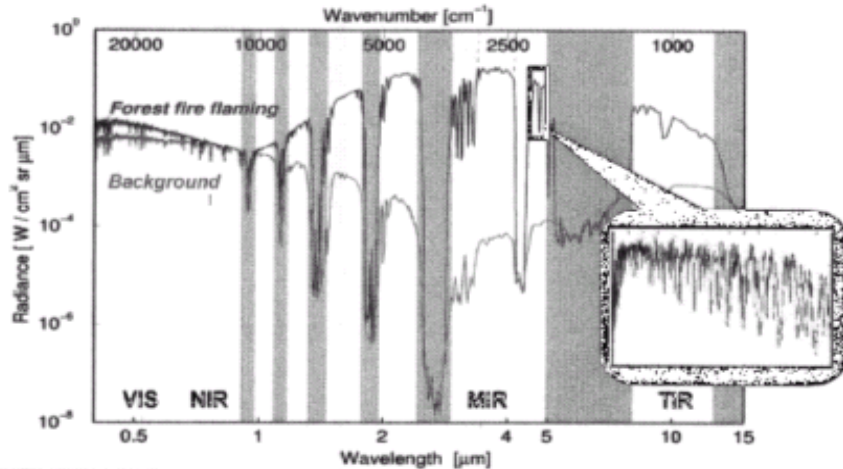 Wavenumber [cm⁻¹]
20000 10000 5000 2500 1000
10⁰
10⁻²
10⁻⁴
10⁻⁶
10⁻⁸
Radiance [ W / cm² sr μm]
Forest fire flaming
Background
VIS NIR MIR TIR
0.5 1 2 4 5 10 15
Wavelength [μm]